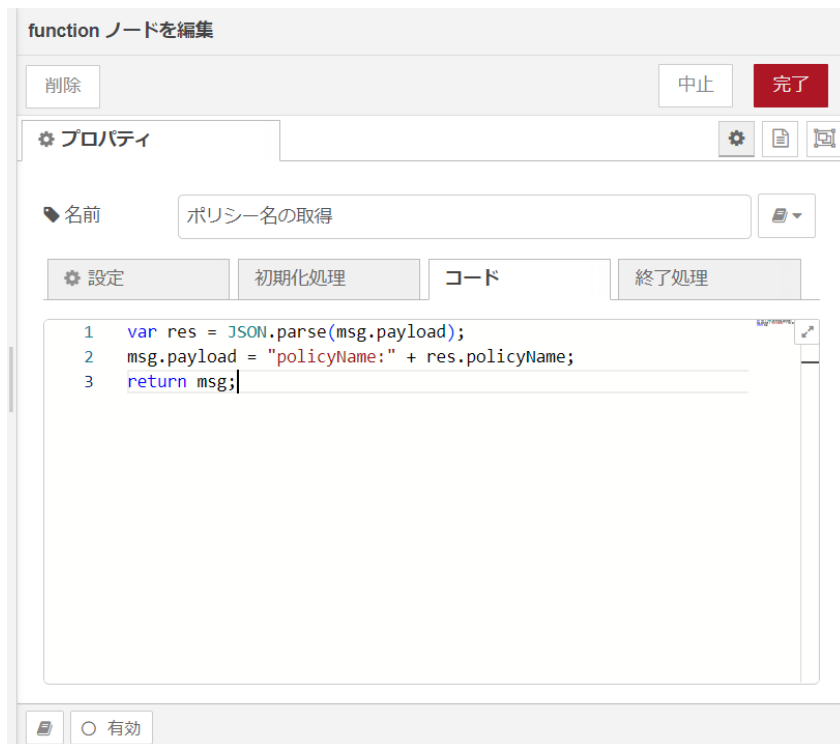 function ノードを編集
削除
中止
完了
プロパティ
名前
ポリシー名の取得
設定
初期化処理
コード
終了処理
1 var res = JSON.parse(msg.payload);
2 msg.payload = "policyName:" + res.policyName;
3 return msg;
有効